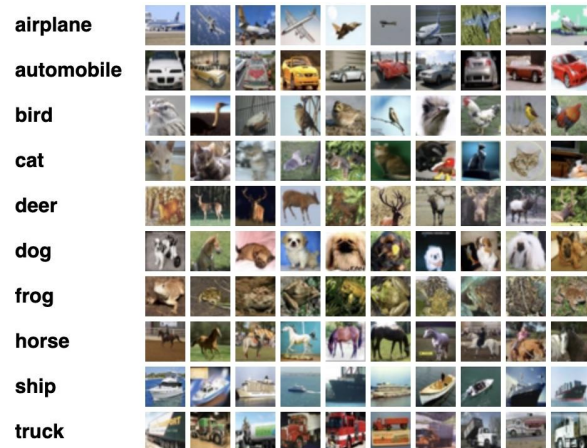 airplane
automobile
bird
cat
deer
dog
frog
horse
ship
truck